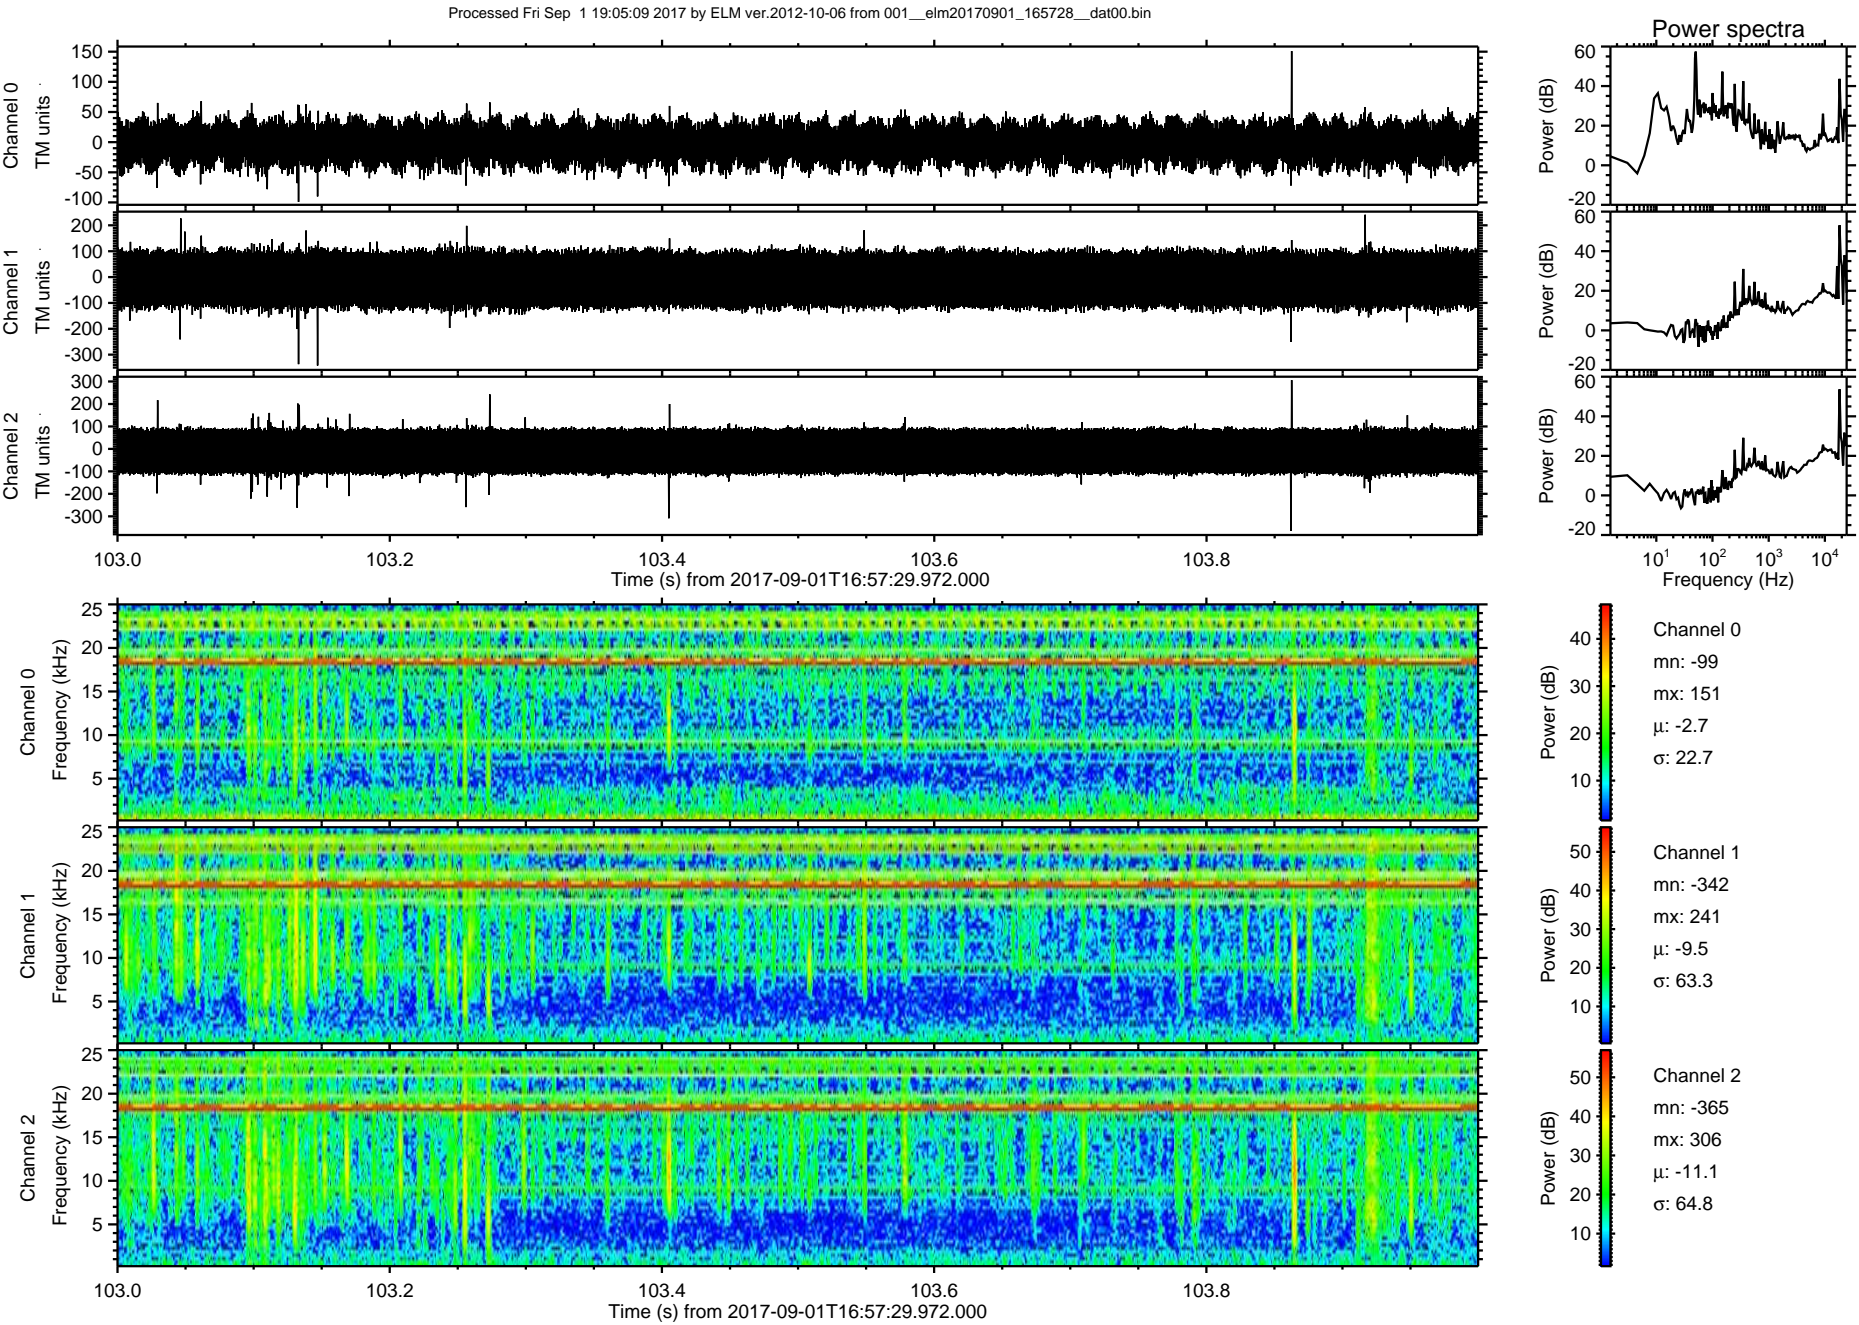 Processed Fri Sep 1 19:05:09 2017 by ELM ver.2012-10-06 from 001__elm20170901_165728__dat00.bin
Power spectra
Channel 0
TM units
150
100
50
0
-50
-100
Power (dB)
60
40
20
0
-20
Channel 1
TM units
200
100
0
-100
-200
-300
Power (dB)
60
40
20
0
-20
Channel 2
TM units
300
200
100
0
-100
-200
-300
Power (dB)
60
40
20
0
-20
103.0 103.2 103.4 103.6 103.8
Time (s) from 2017-09-01T16:57:29.972.000
10^1 10^2 10^3 10^4
Frequency (Hz)
Channel 0
Frequency (kHz)
25
20
15
10
5
Power (dB)
40
30
20
10
Channel 0
mn: -99
mx: 151
μ: -2.7
σ: 22.7
Channel 1
Frequency (kHz)
25
20
15
10
5
Power (dB)
50
40
30
20
10
Channel 1
mn: -342
mx: 241
μ: -9.5
σ: 63.3
Channel 2
Frequency (kHz)
25
20
15
10
5
Power (dB)
50
40
30
20
10
Channel 2
mn: -365
mx: 306
μ: -11.1
σ: 64.8
103.0 103.2 103.4 103.6 103.8
Time (s) from 2017-09-01T16:57:29.972.000